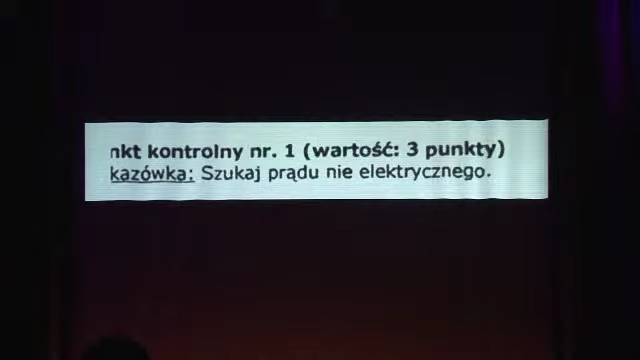 nkt kontrolny nr. 1 (wartość: 3 punkty)
kazówka: Szukaj prądu nie elektrycznego.